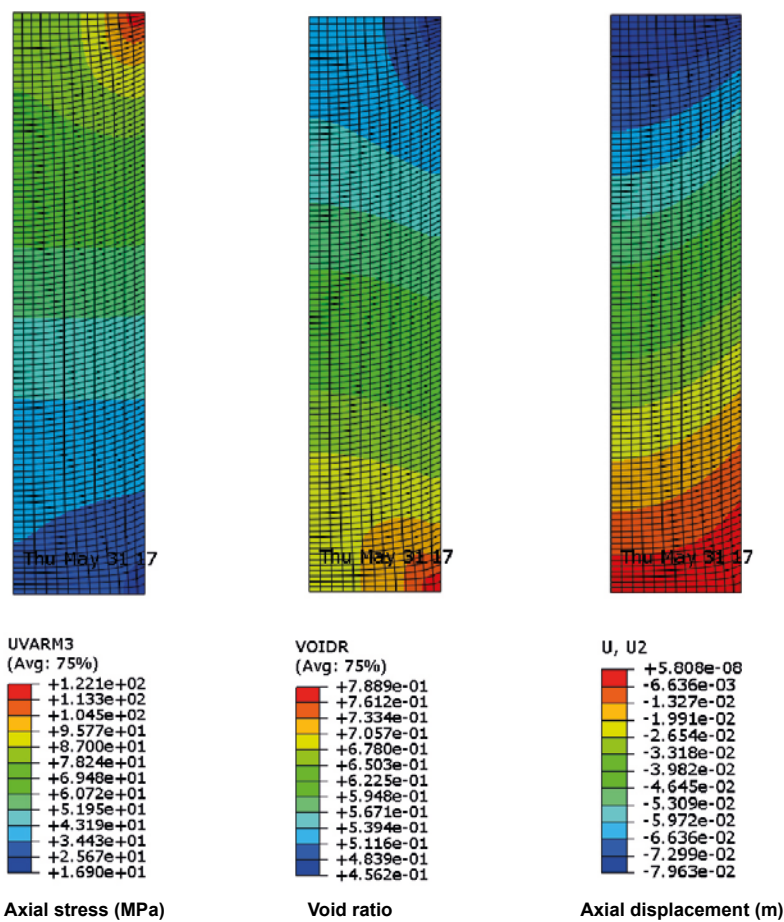 Thu May 31 17
Thu May 31 17
Thu May 31 17
UVARM3
(Avg: 75%)
+1.221e+02
+1.133e+02
+1.045e+02
+9.577e+01
+8.700e+01
+7.824e+01
+6.948e+01
+6.072e+01
+5.195e+01
+4.319e+01
+3.443e+01
+2.567e+01
+1.690e+01
VOIDR
(Avg: 75%)
+7.889e-01
+7.612e-01
+7.334e-01
+7.057e-01
+6.780e-01
+6.503e-01
+6.225e-01
+5.948e-01
+5.671e-01
+5.394e-01
+5.116e-01
+4.839e-01
+4.562e-01
U, U2
+5.808e-08
-6.636e-03
-1.327e-02
-1.991e-02
-2.654e-02
-3.318e-02
-3.982e-02
-4.645e-02
-5.309e-02
-5.972e-02
-6.636e-02
-7.299e-02
-7.963e-02
Axial stress (MPa)
Void ratio
Axial displacement (m)